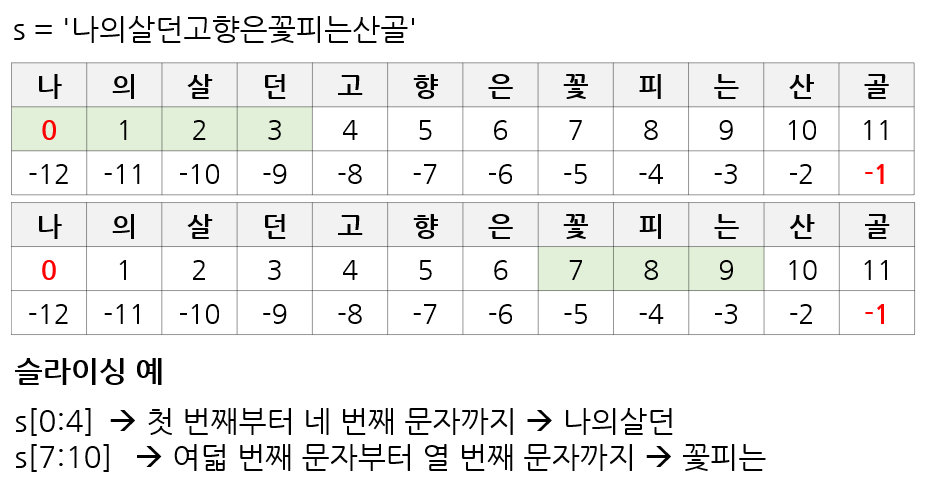 s = '나의살던고향은꽃피는산골'
나 의 살 던 고 향 은 꽃 피 는 산 골
0 1 2 3 4 5 6 7 8 9 10 11
-12 -11 -10 -9 -8 -7 -6 -5 -4 -3 -2 -1
나 의 살 던 고 향 은 꽃 피 는 산 골
0 1 2 3 4 5 6 7 8 9 10 11
-12 -11 -10 -9 -8 -7 -6 -5 -4 -3 -2 -1
슬라이싱 예
s[0:4] → 첫 번째부터 네 번째 문자까지 → 나의살던
s[7:10] → 여덟 번째 문자부터 열 번째 문자까지 → 꽃피는